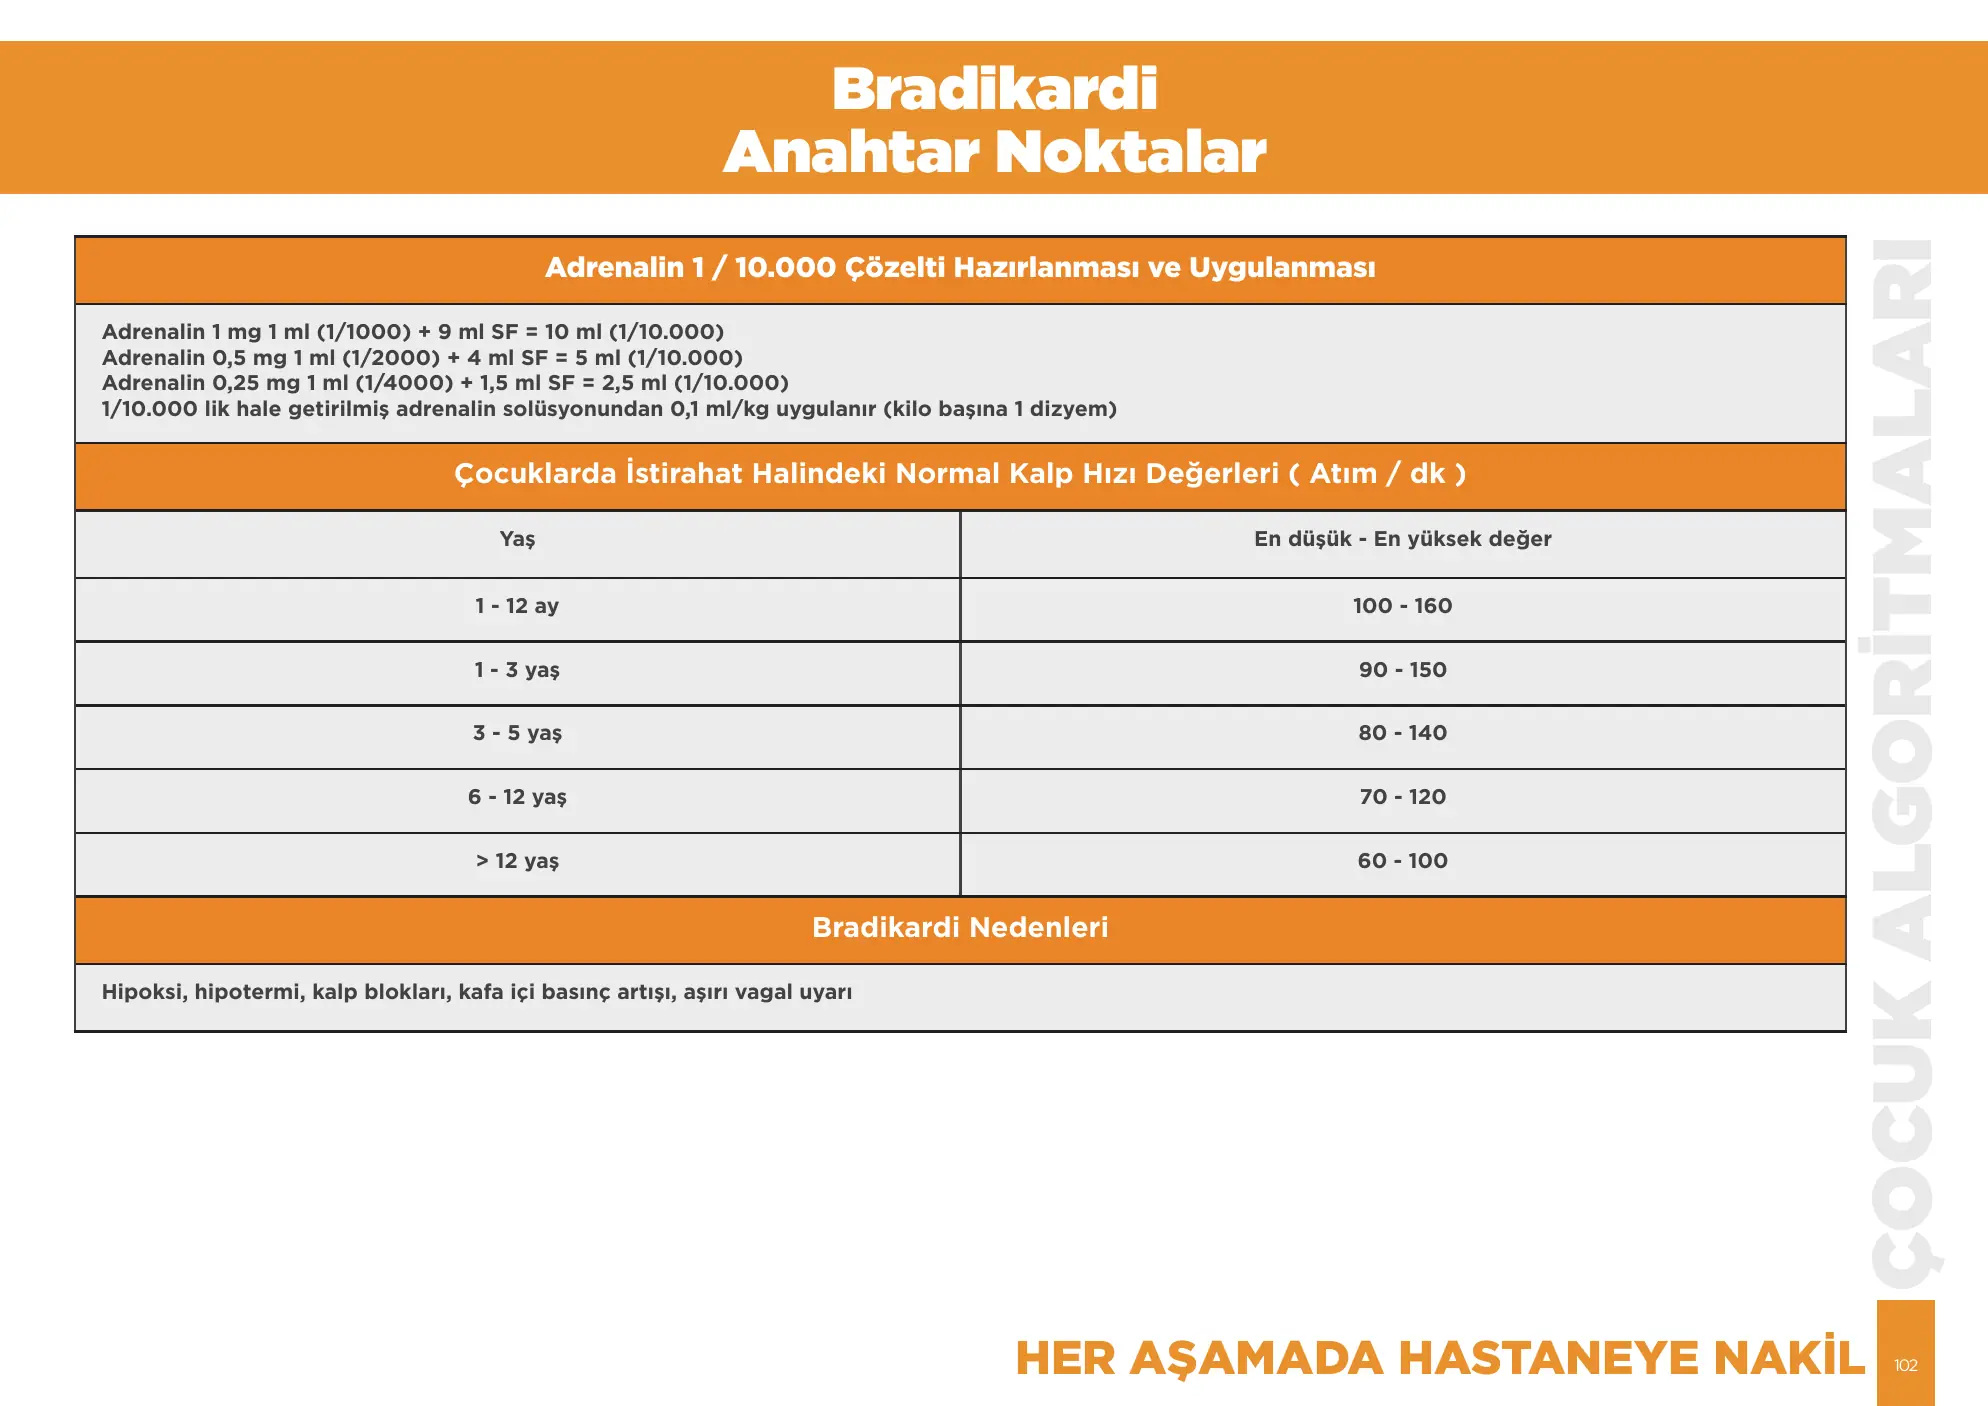 Bradikardi
Anahtar Noktalar
Adrenalin 1 / 10.000 Çözelti Hazırlanması ve Uygulanması
Adrenalin 1 mg 1 ml (1/1000) + 9 ml SF = 10 ml (1/10.000)
Adrenalin 0,5 mg 1 ml (1/2000) + 4 ml SF = 5 ml (1/10.000)
Adrenalin 0,25 mg 1 ml (1/4000) + 1,5 ml SF = 2,5 ml (1/10.000)
1/10.000 lik hale getirilmiş adrenalin solüsyonundan 0,1 ml/kg uygulanır (kilo başına 1 dizyem)
Çocuklarda İstirahat Halindeki Normal Kalp Hızı Değerleri ( Atım / dk )
Yaş En düşük - En yüksek değer
1 - 12 ay 100 - 160
1 - 3 yaş 90 - 150
3 - 5 yaş 80 - 140
6 - 12 yaş 70 - 120
> 12 yaş 60 - 100
Bradikardi Nedenleri
Hipoksi, hipotermi, kalp blokları, kafa içi basınç artışı, aşırı vagal uyarı
ÇOCUK ALGORİTMALARI
HER AŞAMADA HASTANEYE NAKİL
102